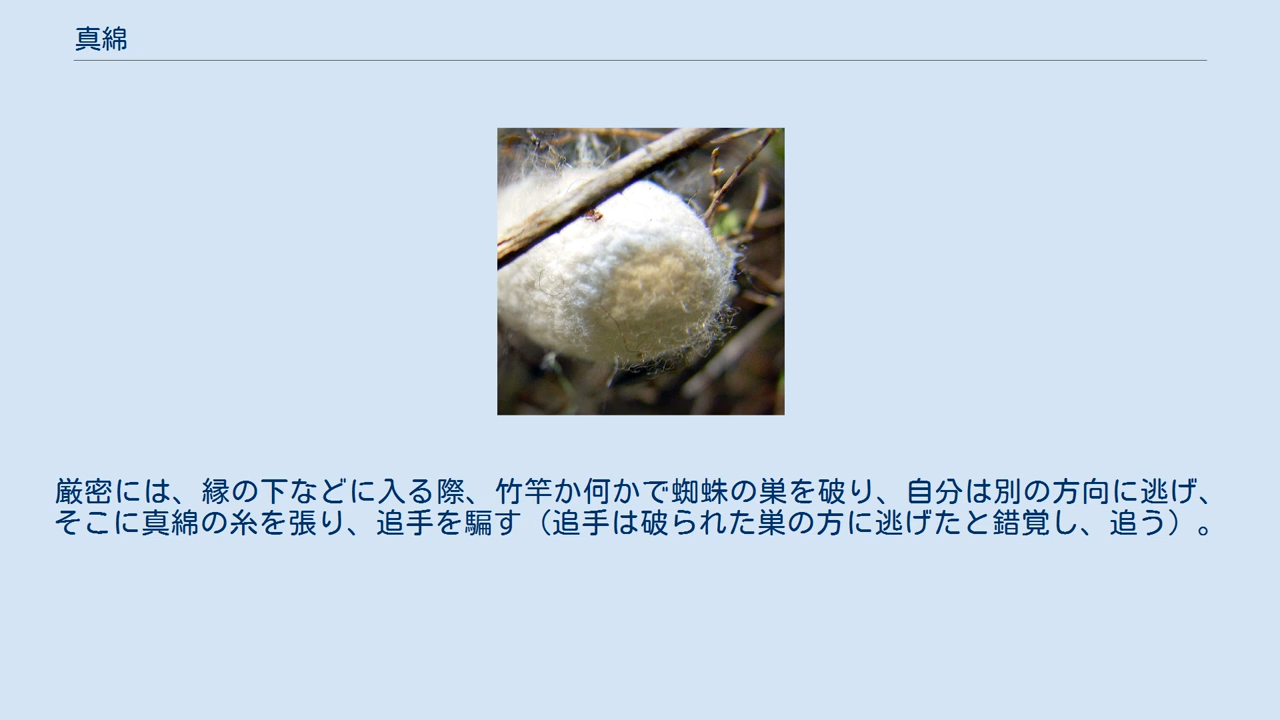 真綿
厳密には、縁の下などに入る際、竹竿か何かで蜘蛛の巣を破り、自分は別の方向に逃げ、
そこに真綿の糸を張り、追手を騙す（追手は破られた巣の方に逃げたと錯覚し、追う）。